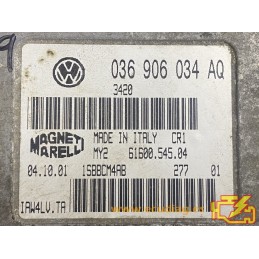 036 906 034 AQ
3420
MAGNETI MARELLI
MADE IN ITALY CR1
MY2 61600.545.04
04.10.01 15BBCM4AB 277 01
IAW4LV.TA